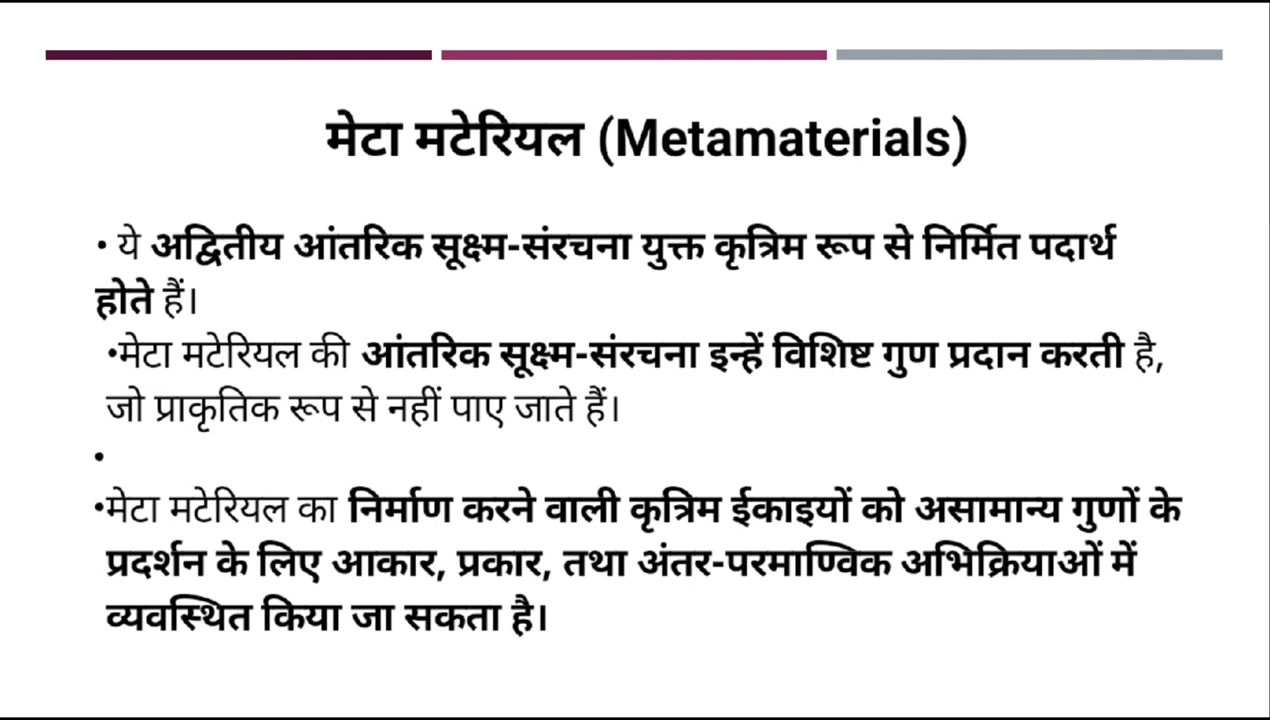 मेटा मटेरियल (Metamaterials)
• ये अद्वितीय आंतरिक सूक्ष्म-संरचना युक्त कृत्रिम रूप से निर्मित पदार्थ
होते हैं।
•मेटा मटेरियल की आंतरिक सूक्ष्म-संरचना इन्हें विशिष्ट गुण प्रदान करती है,
जो प्राकृतिक रूप से नहीं पाए जाते हैं।
•
•मेटा मटेरियल का निर्माण करने वाली कृत्रिम ईकाइयों को असामान्य गुणों के
प्रदर्शन के लिए आकार, प्रकार, तथा अंतर-परमाण्विक अभिक्रियाओं में
व्यवस्थित किया जा सकता है।